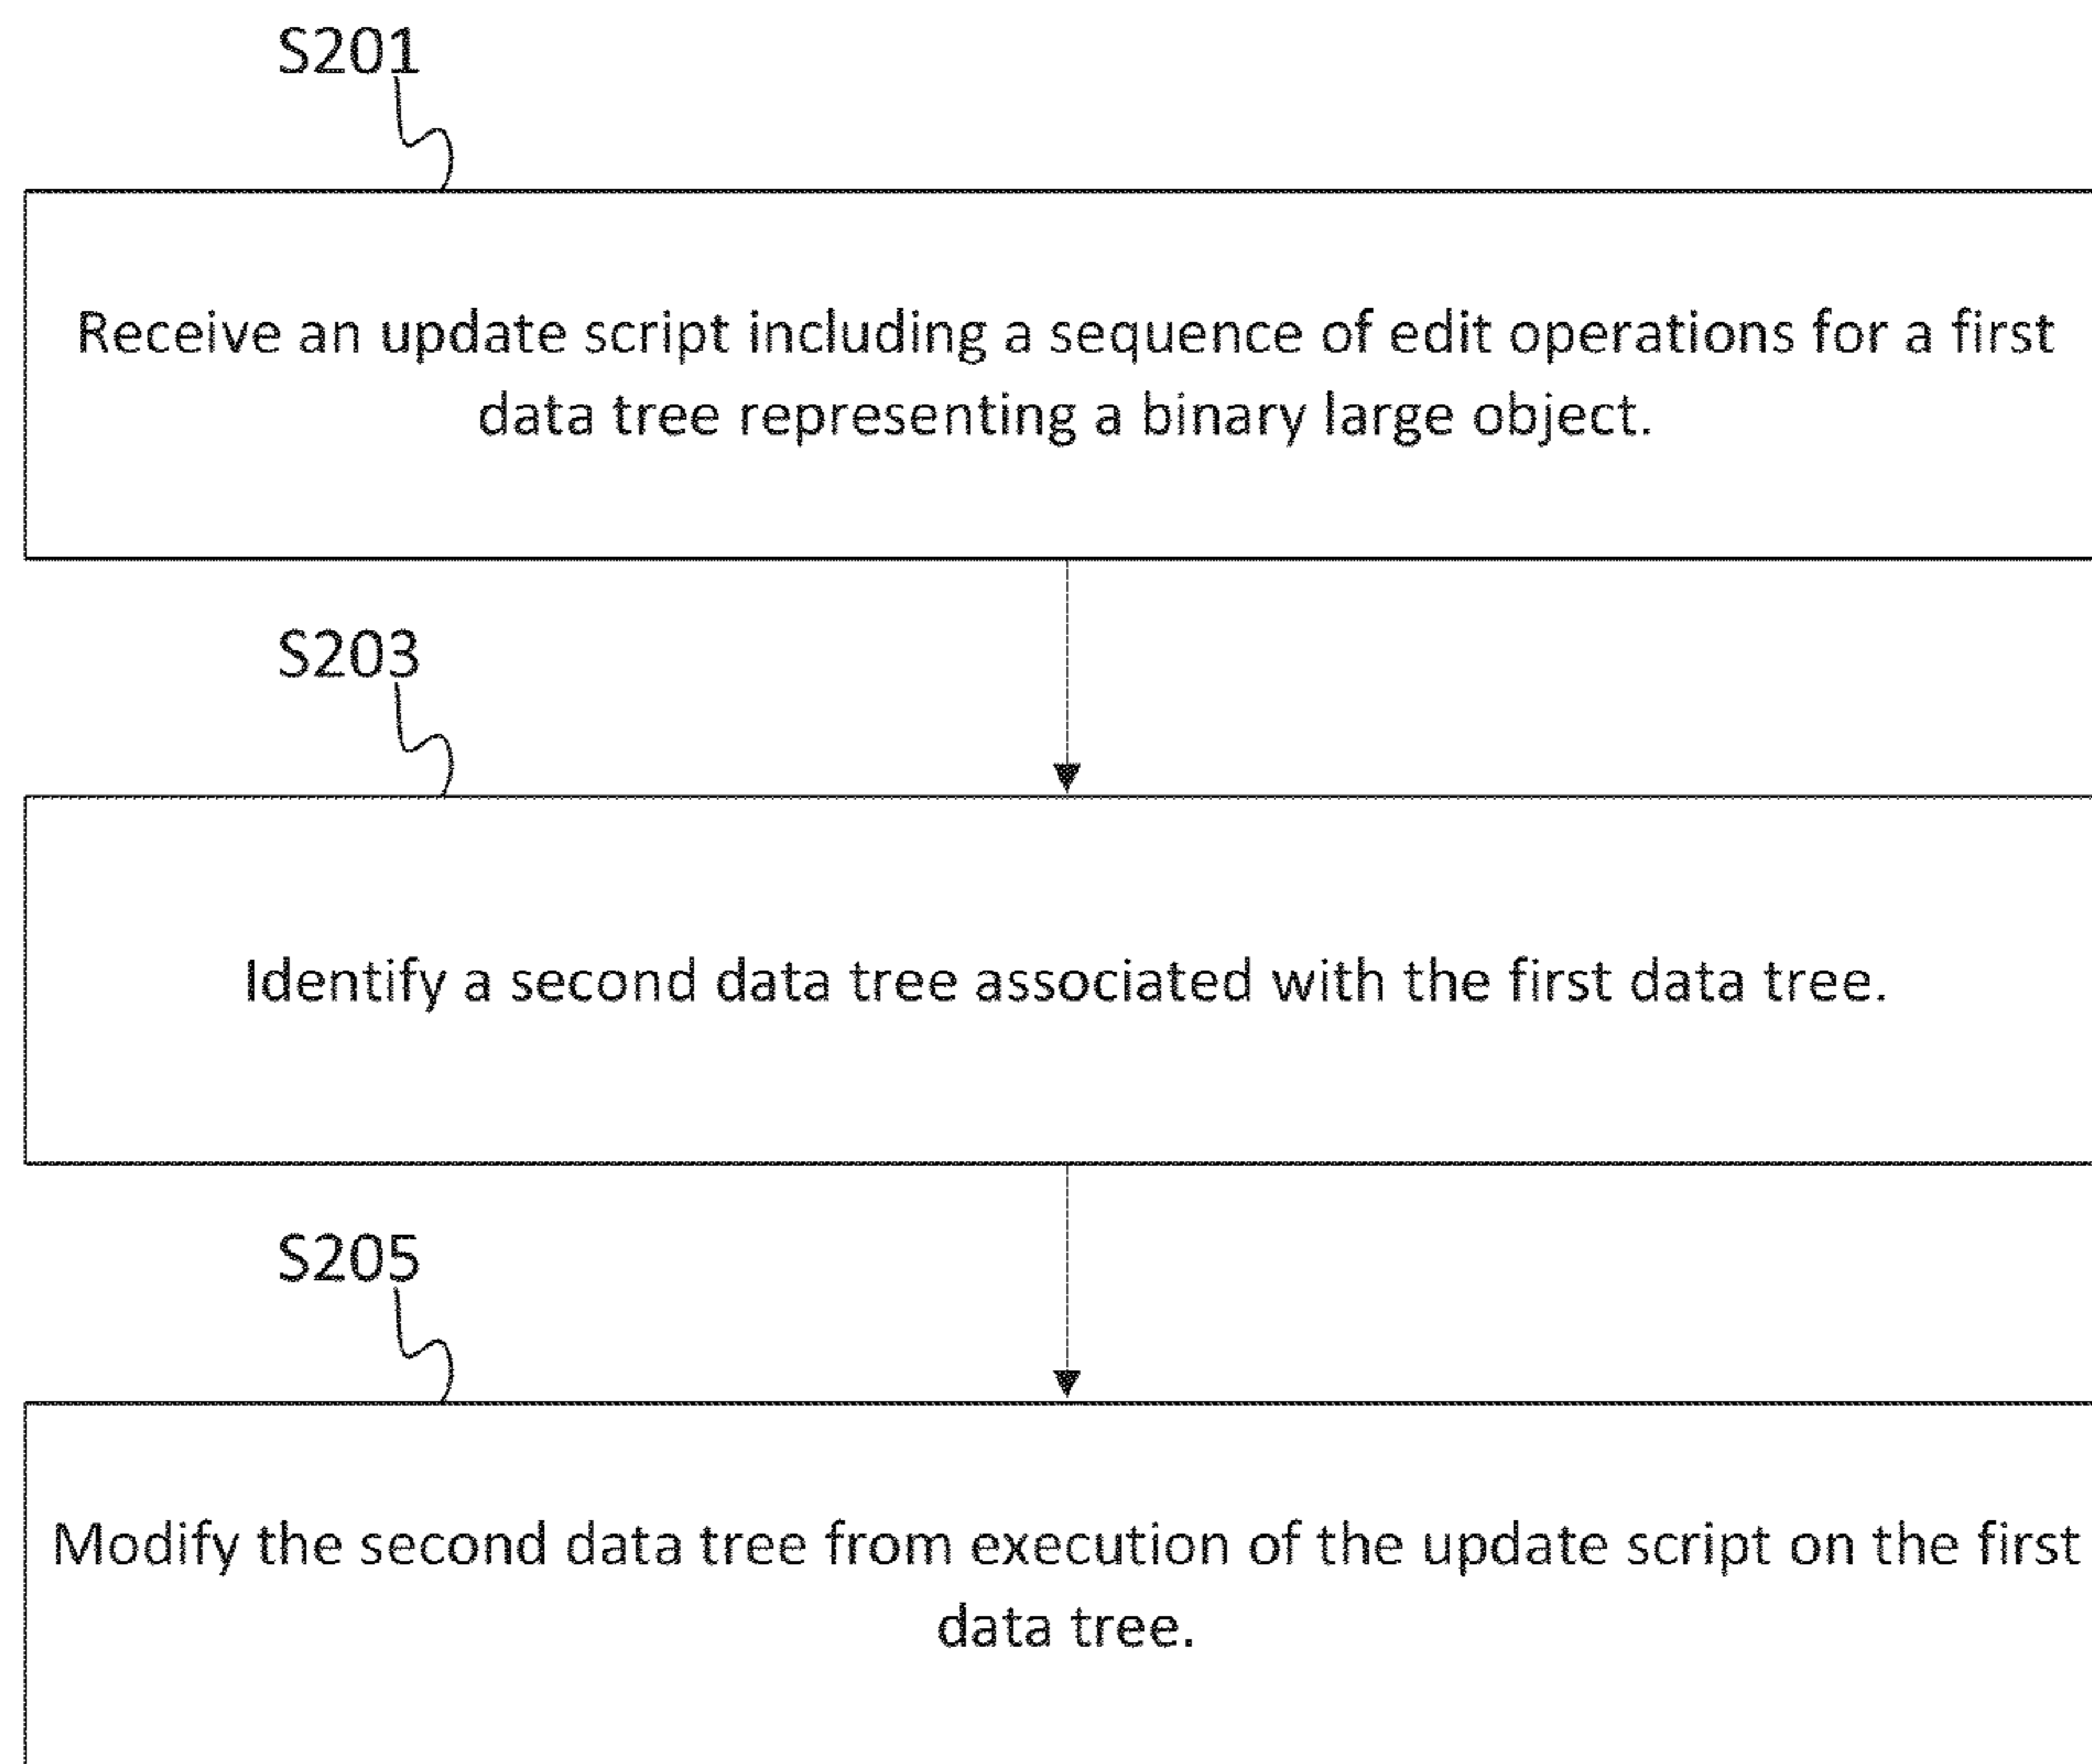 S201
Receive an update script including a sequence of edit operations for a first
data tree representing a binary large object.
S203
Identify a second data tree associated with the first data tree.
S205
Modify the second data tree from execution of the update script on the first
data tree.